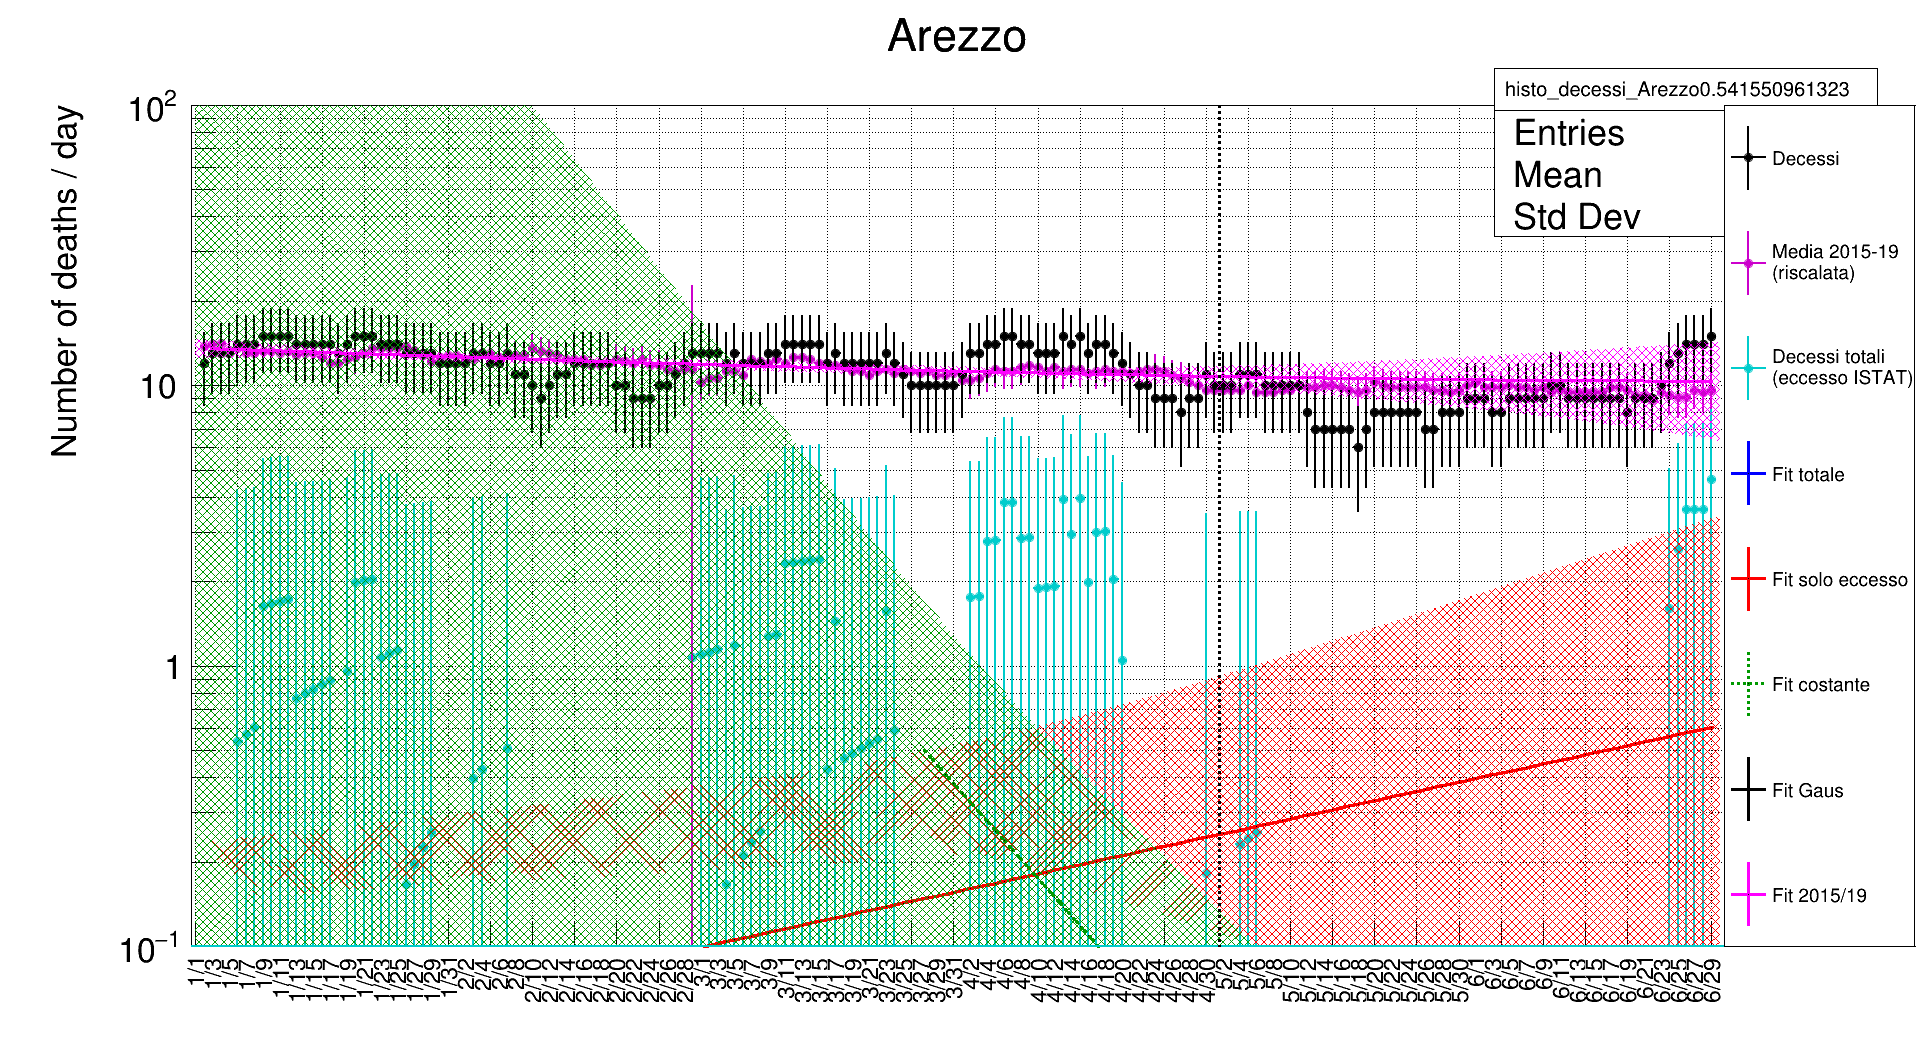 Arezzo
histo_decessi_Arezzo0.541550961323
Entries
Mean
Std Dev
Number of deaths / day
10²
10
1
10⁻¹
1/1 1/3 1/5 1/7 1/9 1/11 1/13 1/15 1/17 1/19 1/21 1/23 1/25 1/27 1/29 1/31 2/2 2/4 2/6 2/8 2/10 2/12 2/14 2/16 2/18 2/20 2/22 2/24 2/26 2/28 3/1 3/3 3/5 3/7 3/9 3/11 3/13 3/15 3/17 3/19 3/21 3/23 3/25 3/27 3/29 3/31 4/2 4/4 4/6 4/8 4/10 4/12 4/14 4/16 4/18 4/20 4/22 4/24 4/26 4/28 4/30 5/2 5/4 5/6 5/8 5/10 5/12 5/14 5/16 5/18 5/20 5/22 5/24 5/26 5/28 5/30 6/1 6/3 6/5 6/7 6/9 6/11 6/13 6/15 6/17 6/19 6/21 6/23 6/25 6/27 6/29
Decessi
Media 2015-19
(riscalata)
Decessi totali
(eccesso ISTAT)
Fit totale
Fit solo eccesso
Fit costante
Fit Gaus
Fit 2015/19